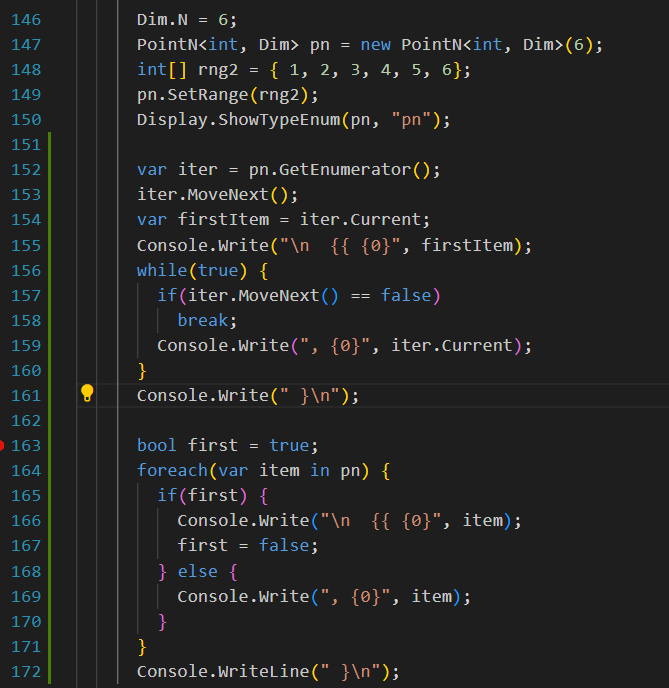 146 Dim.N = 6;
147 PointN<int, Dim> pn = new PointN<int, Dim>(6);
148 int[] rng2 = { 1, 2, 3, 4, 5, 6};
149 pn.SetRange(rng2);
150 Display.ShowTypeEnum(pn, "pn");
151
152 var iter = pn.GetEnumerator();
153 iter.MoveNext();
154 var firstItem = iter.Current;
155 Console.Write("\n  {{ {0}", firstItem);
156 while(true) {
157   if(iter.MoveNext() == false)
158     break;
159   Console.Write(", {0}", iter.Current);
160 }
161 Console.Write(" }\n");
162
163 bool first = true;
164 foreach(var item in pn) {
165   if(first) {
166     Console.Write("\n  {{ {0}", item);
167     first = false;
168   } else {
169     Console.Write(", {0}", item);
170   }
171 }
172 Console.WriteLine(" }\n");